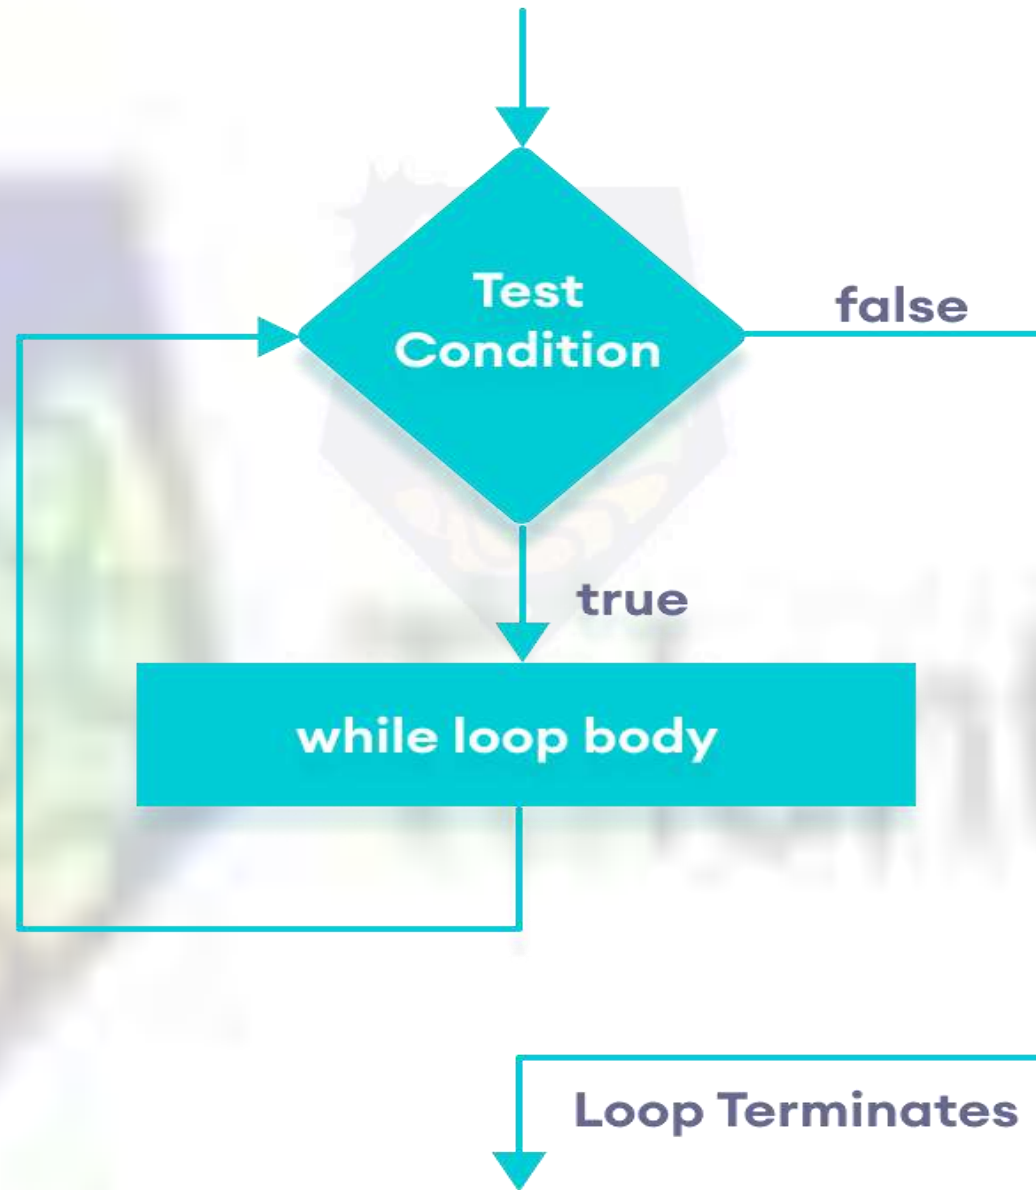 Test
Condition
false
true
while loop body
Loop Terminates